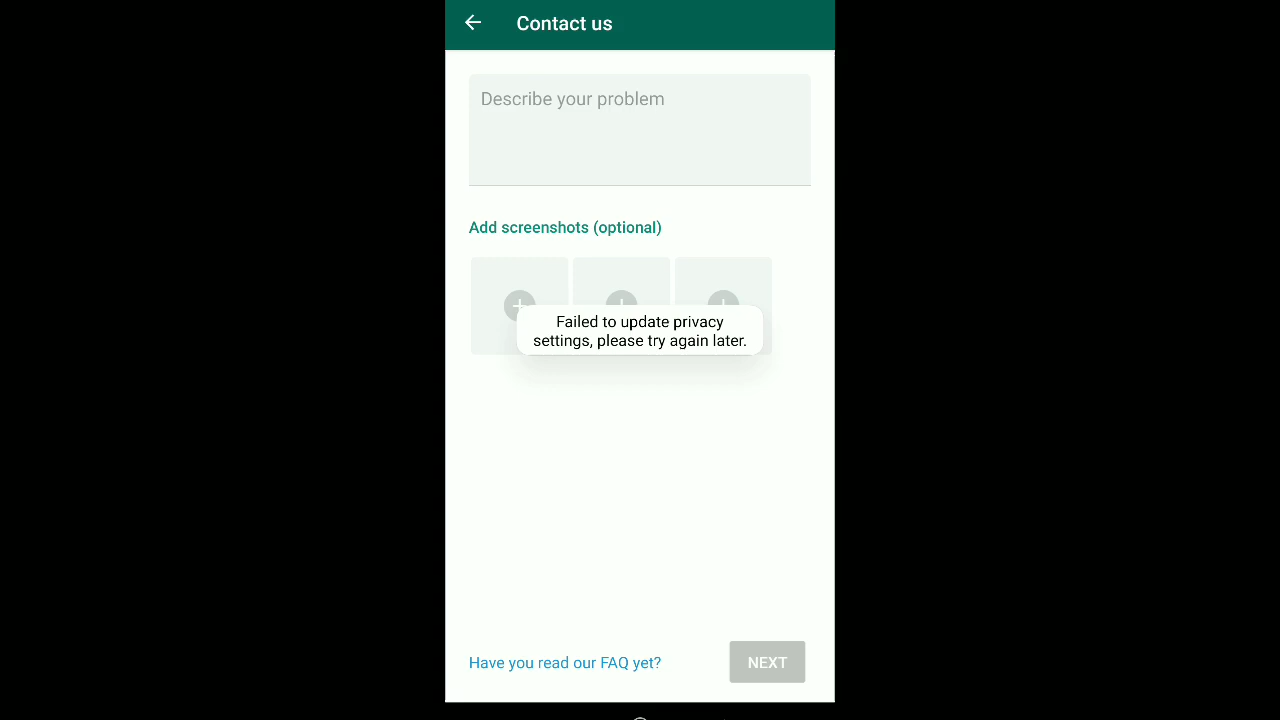 Contact us
Describe your problem
Add screenshots (optional)
Failed to update privacy
settings, please try again later.
Have you read our FAQ yet?
NEXT